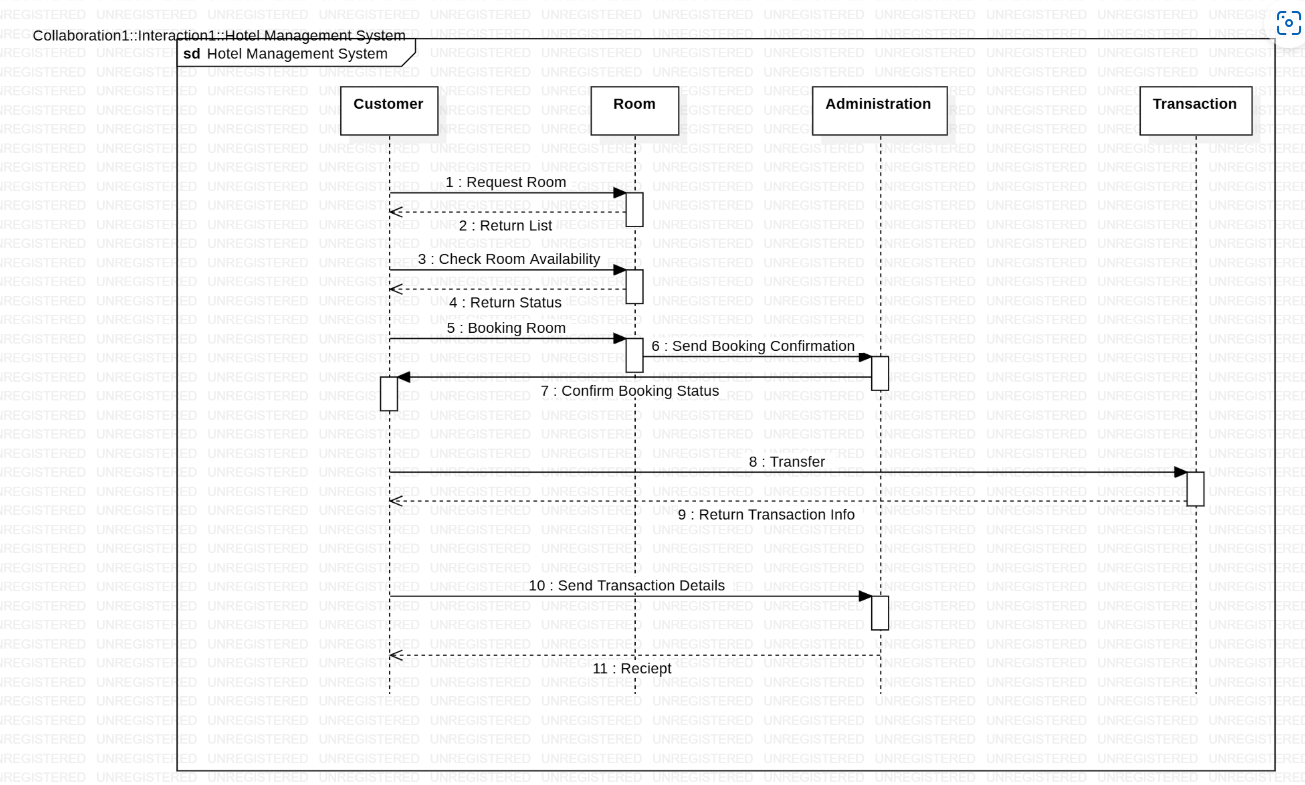 Collaboration1::Interaction1::Hotel Management System
sd Hotel Management System
Customer
Room
Administration
Transaction
1 : Request Room
2 : Return List
3 : Check Room Availability
4 : Return Status
5 : Booking Room
6 : Send Booking Confirmation
7 : Confirm Booking Status
8 : Transfer
9 : Return Transaction Info
10 : Send Transaction Details
11 : Reciept
UNREGISTERED